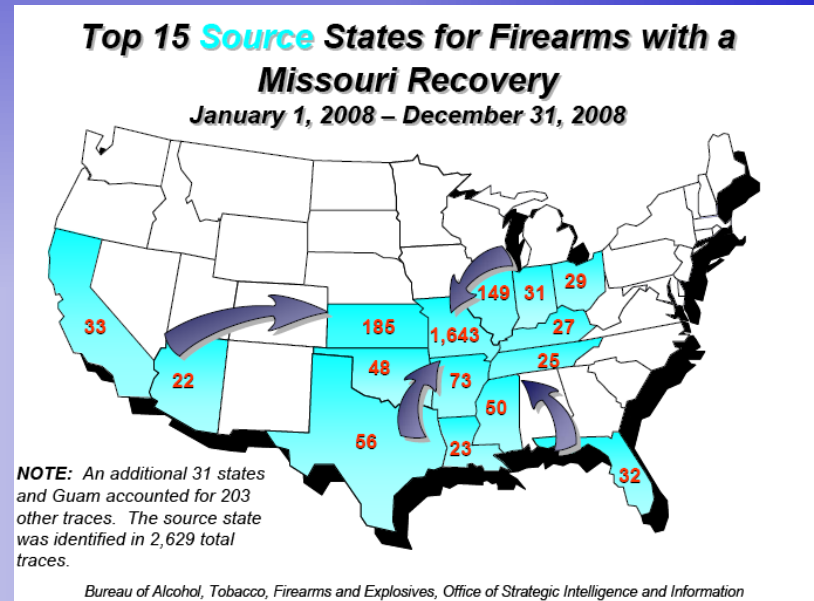 Top 15 Source States for Firearms with a
Missouri Recovery
January 1, 2008 – December 31, 2008
149
31
29
33
185
1,643
27
22
48
73
25
50
56
23
32
NOTE: An additional 31 states
and Guam accounted for 203
other traces. The source state
was identified in 2,629 total
traces.
Bureau of Alcohol, Tobacco, Firearms and Explosives, Office of Strategic Intelligence and Information